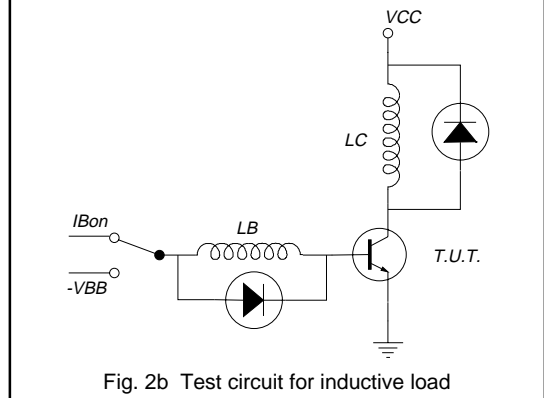 VCC
LC
IBon
LB
T.U.T.
-VBB
Fig. 2b Test circuit for inductive load